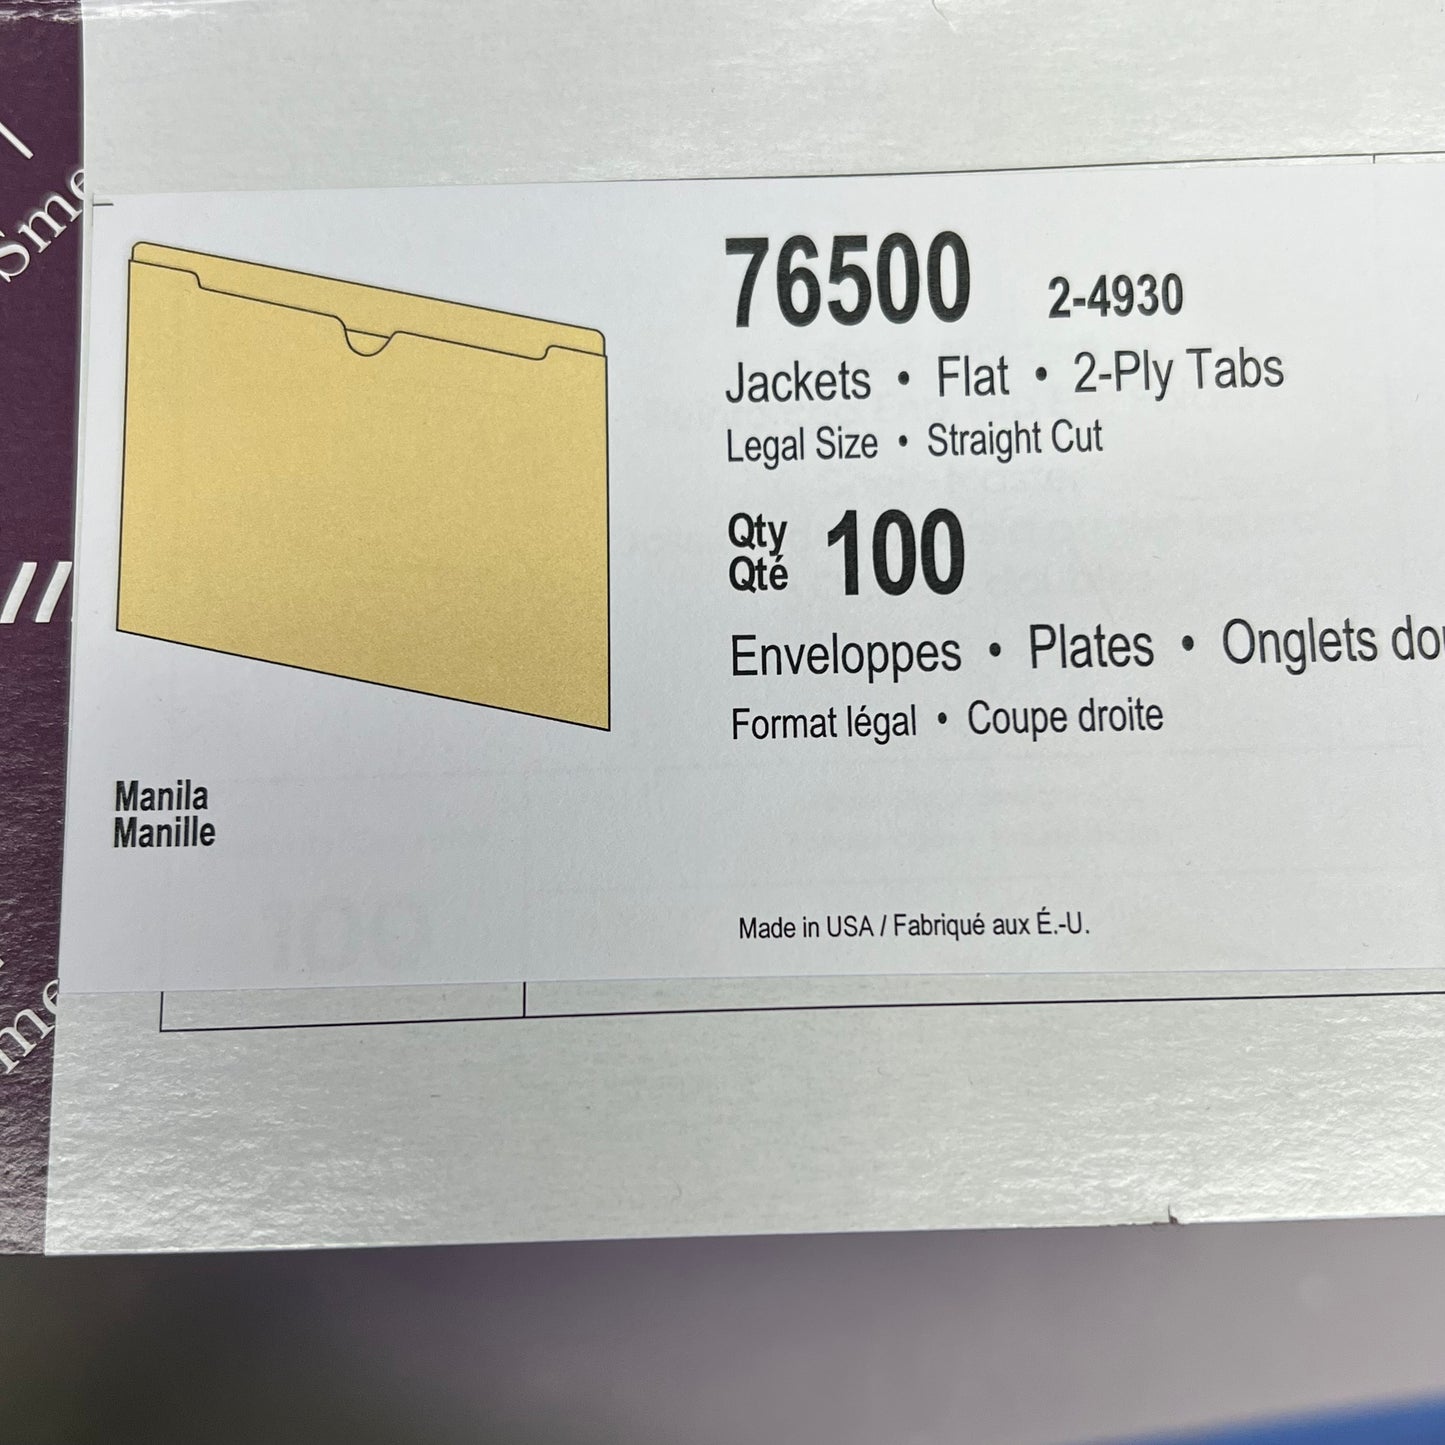 76500 2-4930
Jackets • Flat • 2-Ply Tabs
Legal Size • Straight Cut
Qty
Qté 100
Enveloppes • Plates • Onglets
Format légal • Coupe droite
Manila
Manille
Made in USA / Fabriqué aux É.-U.